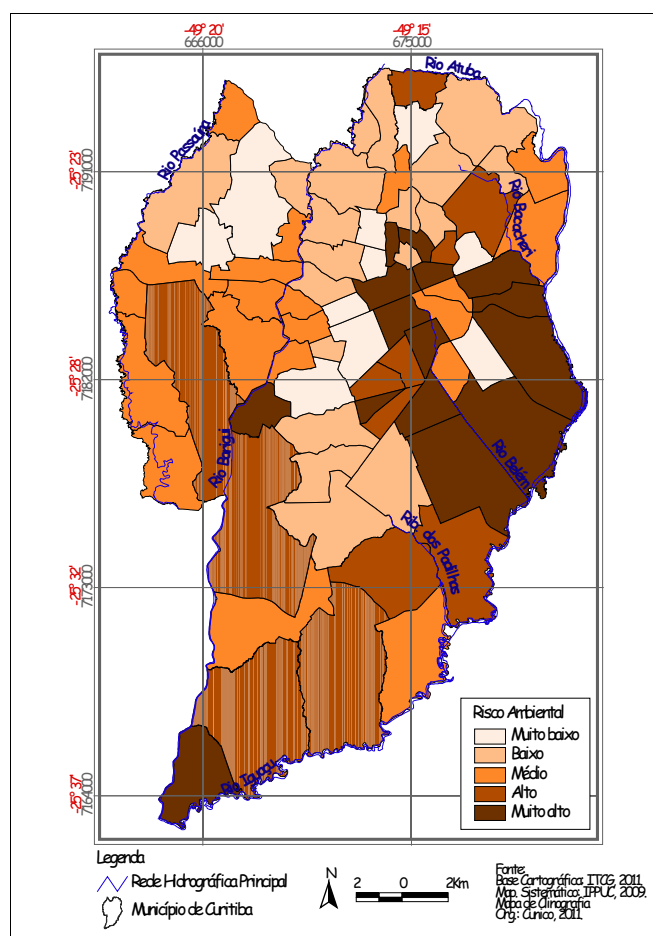 -49° 20'
666000
-49° 15'
675000
Rio Atuba
Rio Passaúna
-25° 23
7191000
Rio Bacacheri
-25° 28
7182000
Rio Barigui
Rio Belém
Rio das Padilhas
-25° 32
7173000
Risco Ambiental
Muito baixo
Baixo
Médio
Alto
Muito alto
-25° 37
7164000
Rio Iguaçu
Legenda
Rede Hidrográfica Principal
Município de Curitiba
N
2 0 2Km
Fonte:
Base Cartográfica: ITCG, 2011.
Map. Sistemático: IPPUC, 2009.
Mapa de Clinografia
Org.: Cunico, 2011.